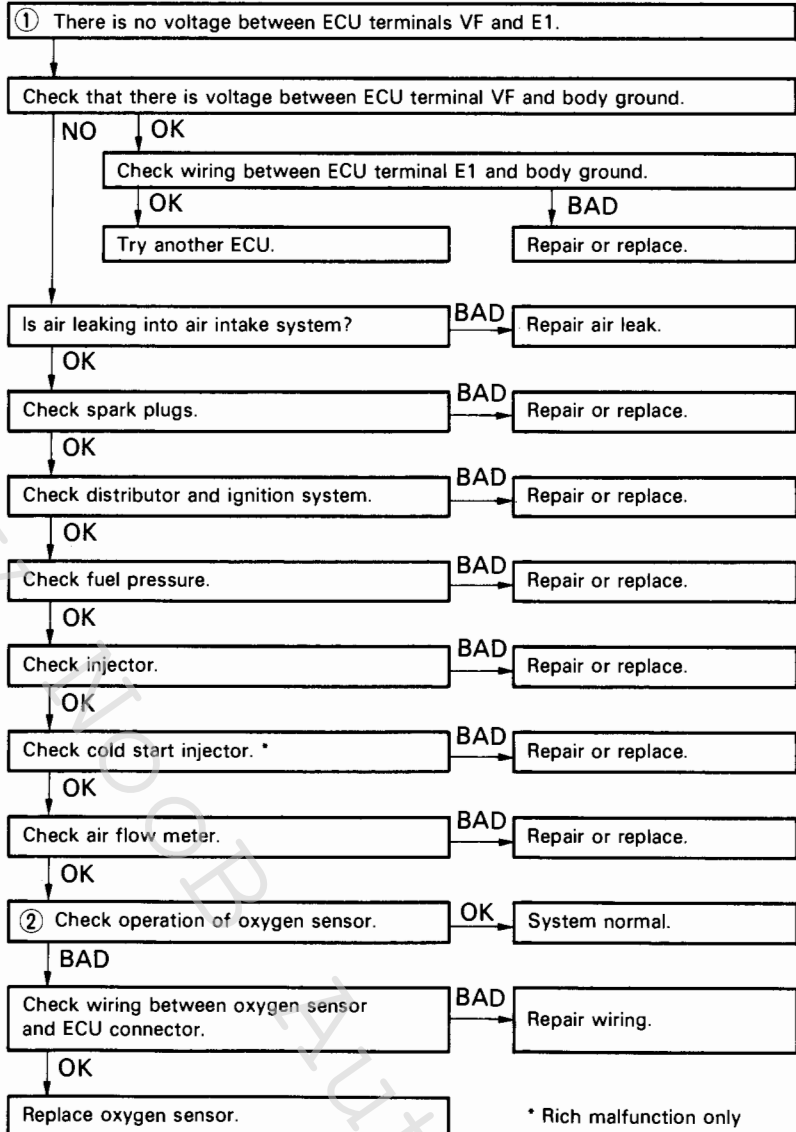 ① There is no voltage between ECU terminals VF and E1.
Check that there is voltage between ECU terminal VF and body ground.
NO
OK
Check wiring between ECU terminal E1 and body ground.
OK
BAD
Try another ECU.
Repair or replace.
Is air leaking into air intake system?
BAD
Repair air leak.
OK
Check spark plugs.
BAD
Repair or replace.
OK
Check distributor and ignition system.
BAD
Repair or replace.
OK
Check fuel pressure.
BAD
Repair or replace.
OK
Check injector.
BAD
Repair or replace.
OK
Check cold start injector. *
BAD
Repair or replace.
OK
Check air flow meter.
BAD
Repair or replace.
OK
② Check operation of oxygen sensor.
OK
System normal.
BAD
Check wiring between oxygen sensor
and ECU connector.
BAD
Repair wiring.
OK
Replace oxygen sensor.
* Rich malfunction only
NooB Aut